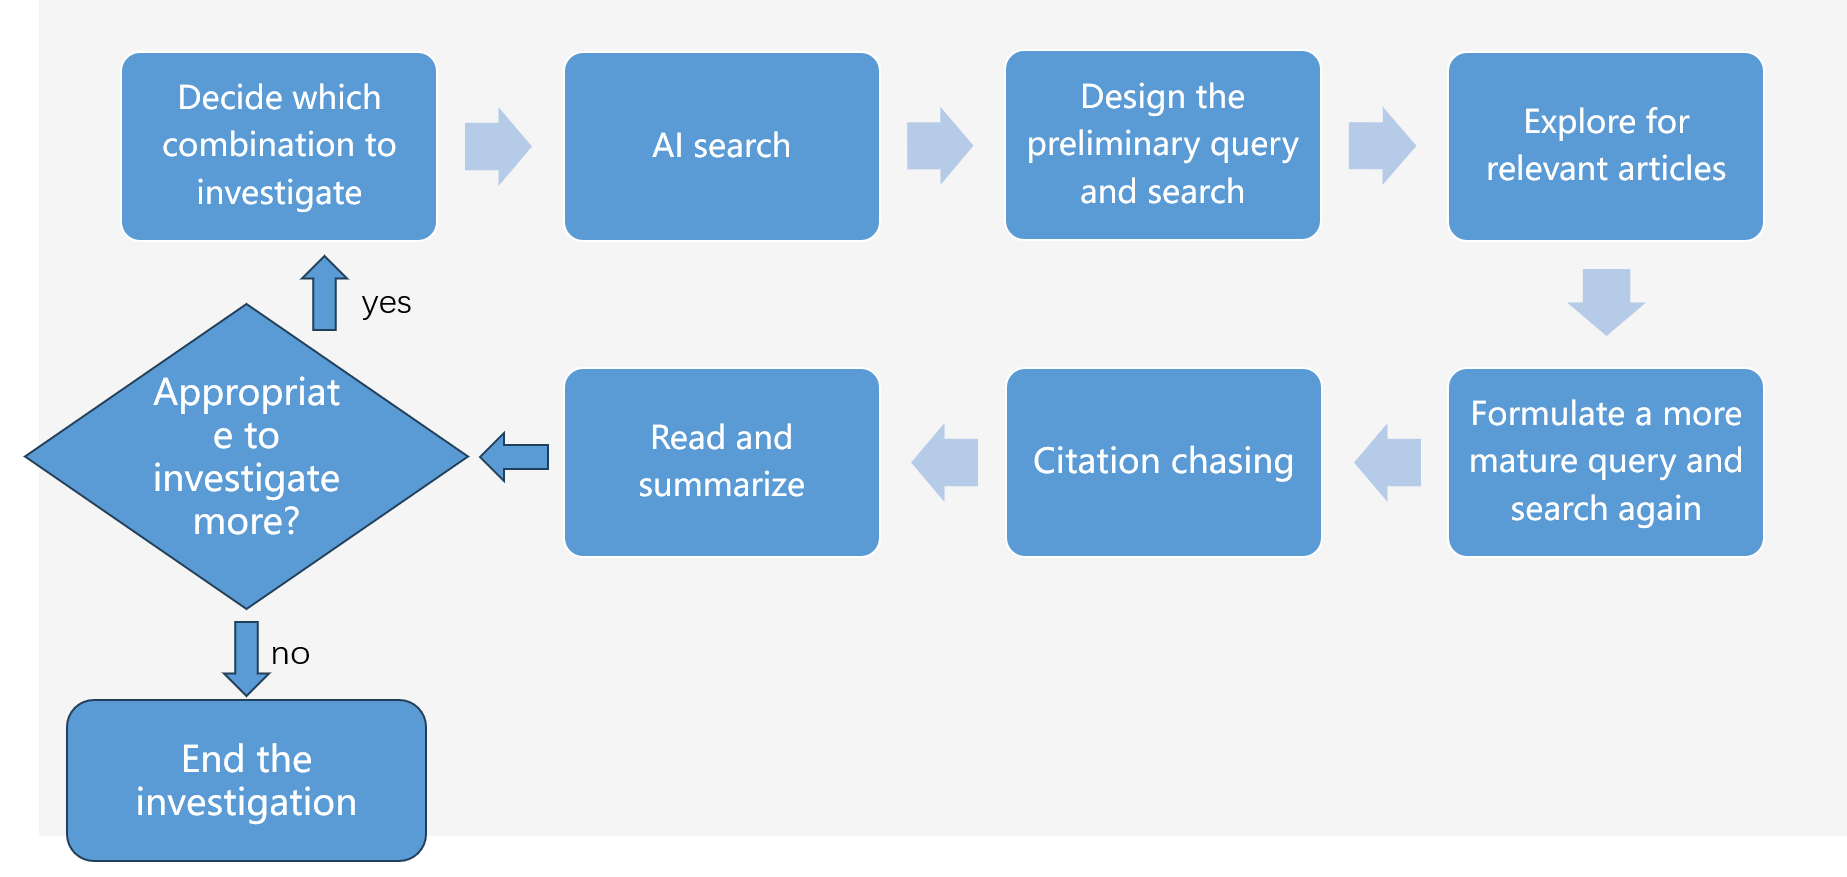 Decide which
combination to
investigate
AI search
Design the
preliminary query
and search
Explore for
relevant articles
yes
Appropriat
e to
investigate
more?
Read and
summarize
Citation chasing
Formulate a more
mature query and
search again
no
End the
investigation